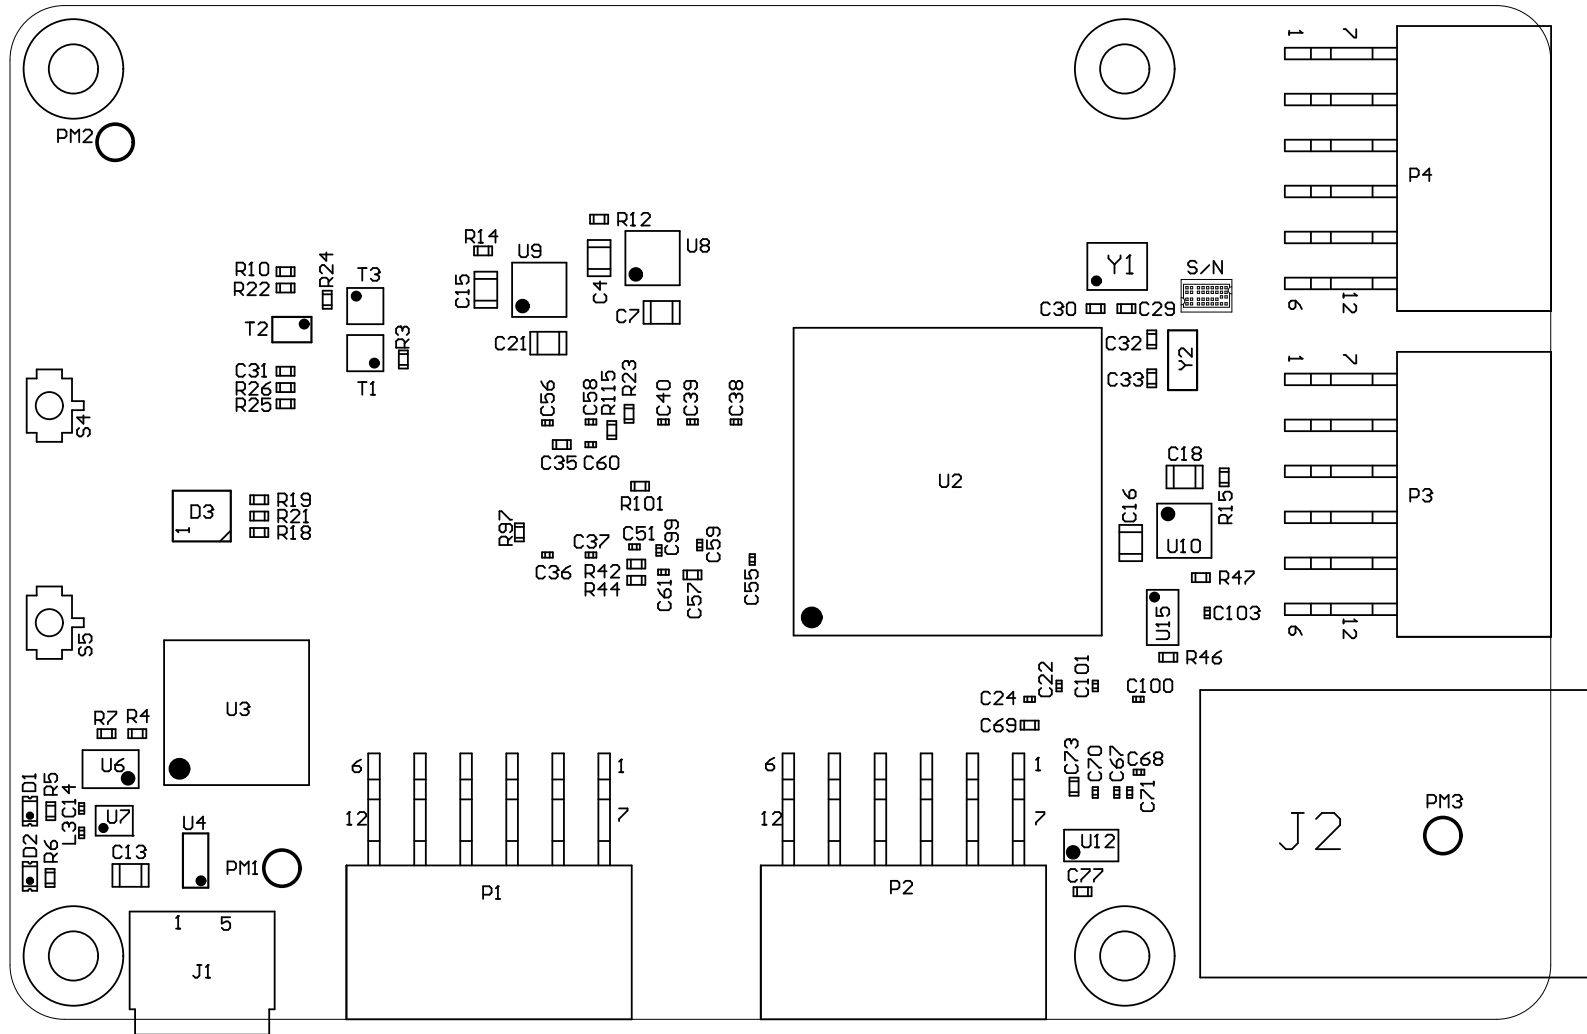 1 7
PM2
P4
R12
R14
U9
U8
Y1
S/N
R10
R24
T3
R22
C15
C4
C30
C29
6 12
T2
C7
R3
C21
C32
Y2
1 7
C31
R26
T1
C33
R25
S4
C56
C58
R115
R23
C40
C39
C38
C35
C60
C18
R19
D3
1
R21
R18
R101
U2
C16
R15
P3
R97
C37
C51
C99
C59
U10
C36
R42
R44
C61
C57
C55
R47
U15
C103
6 12
S5
R46
C22
C101
C100
C24
U3
R7
R4
C69
U6
6
1
6
1
C73
C70
C67
C68
D1
R5
C14
C71
L3
U7
U4
12
7
12
7
PM3
J2
D2
R6
C13
U12
PM1
C77
P1
P2
1 5
J1